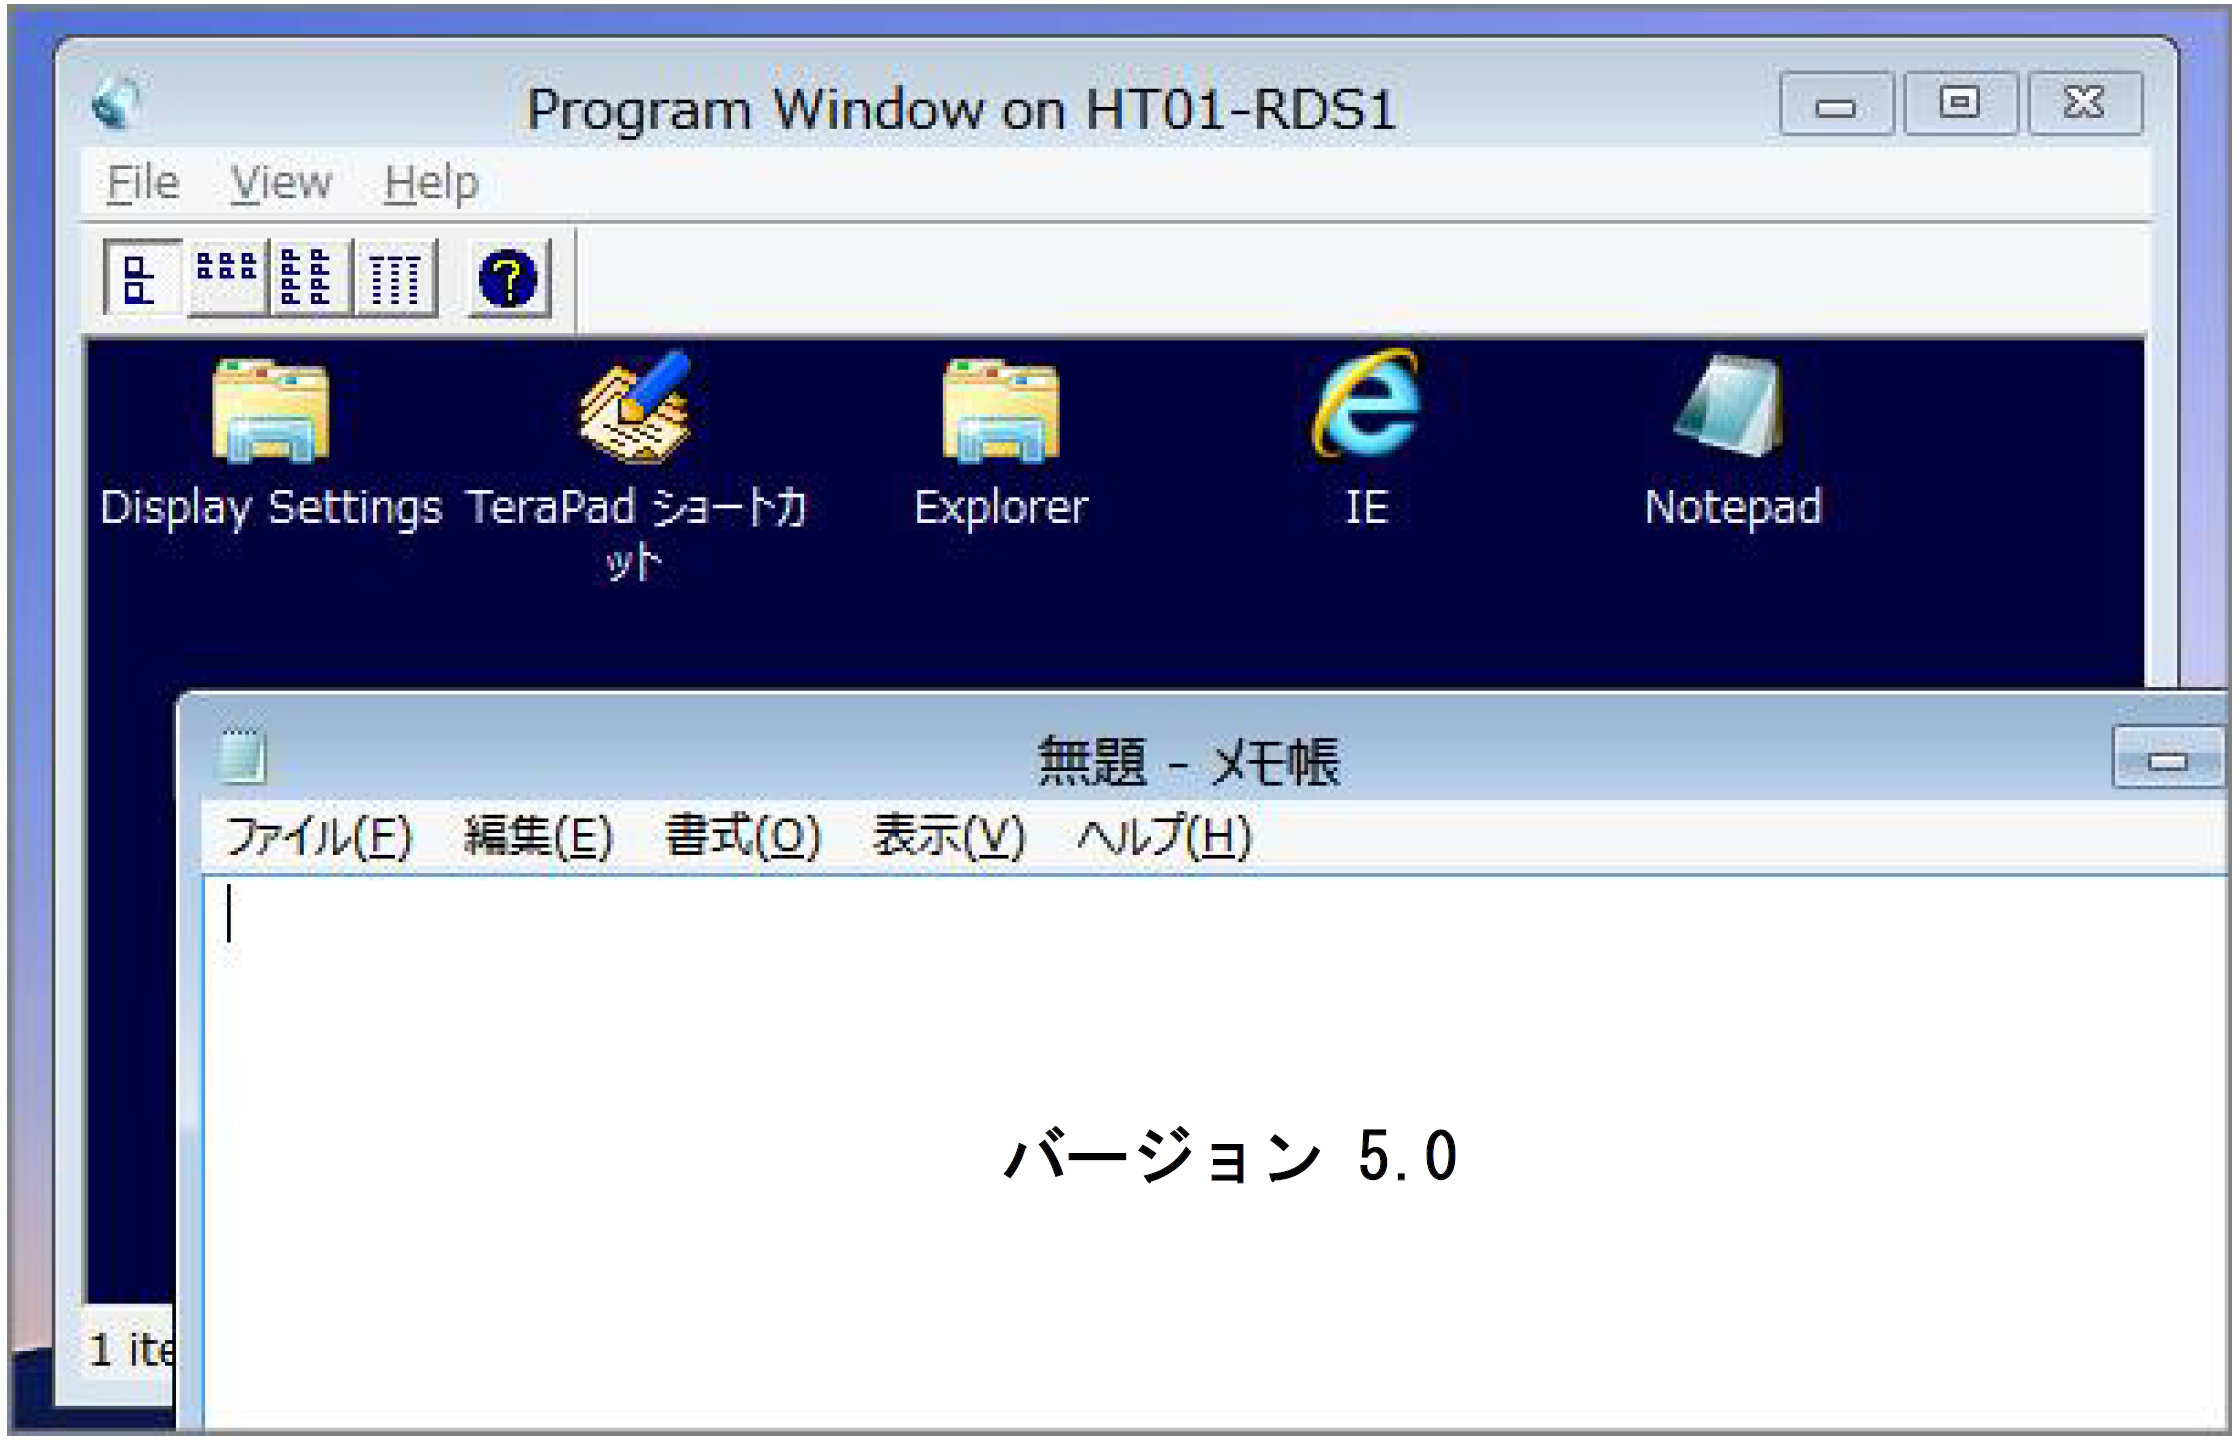 Program Window on HT01-RDS1
File View Help
Display Settings TeraPad ショートカ Explorer IE Notepad
ット
無題 - メモ帳
ファイル(F) 編集(E) 書式(O) 表示(V) ヘルプ(H)
バージョン 5.0
1 ite